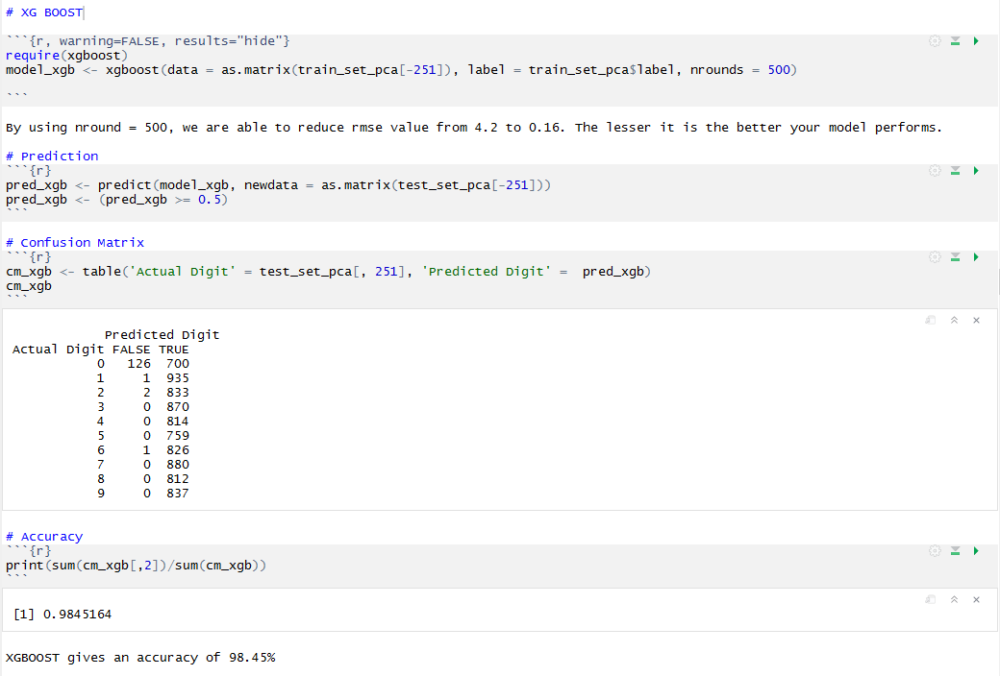 # XG BOOST
```{r, warning=FALSE, results="hide"}
require(xgboost)
model_xgb <- xgboost(data = as.matrix(train_set_pca[-251]), label = train_set_pca$label, nrounds = 500)
```
By using nround = 500, we are able to reduce rmse value from 4.2 to 0.16. The lesser it is the better your model performs.
# Prediction
```{r}
pred_xgb <- predict(model_xgb, newdata = as.matrix(test_set_pca[-251]))
pred_xgb <- (pred_xgb >= 0.5)
```
# Confusion Matrix
```{r}
cm_xgb <- table('Actual Digit' = test_set_pca[, 251], 'Predicted Digit' =  pred_xgb)
cm_xgb
```
Predicted Digit
Actual Digit FALSE TRUE
0 126 700
1 1 935
2 2 833
3 0 870
4 0 814
5 0 759
6 1 826
7 0 880
8 0 812
9 0 837
# Accuracy
```{r}
print(sum(cm_xgb[,2])/sum(cm_xgb))
```
[1] 0.9845164
XGBOOST gives an accuracy of 98.45%